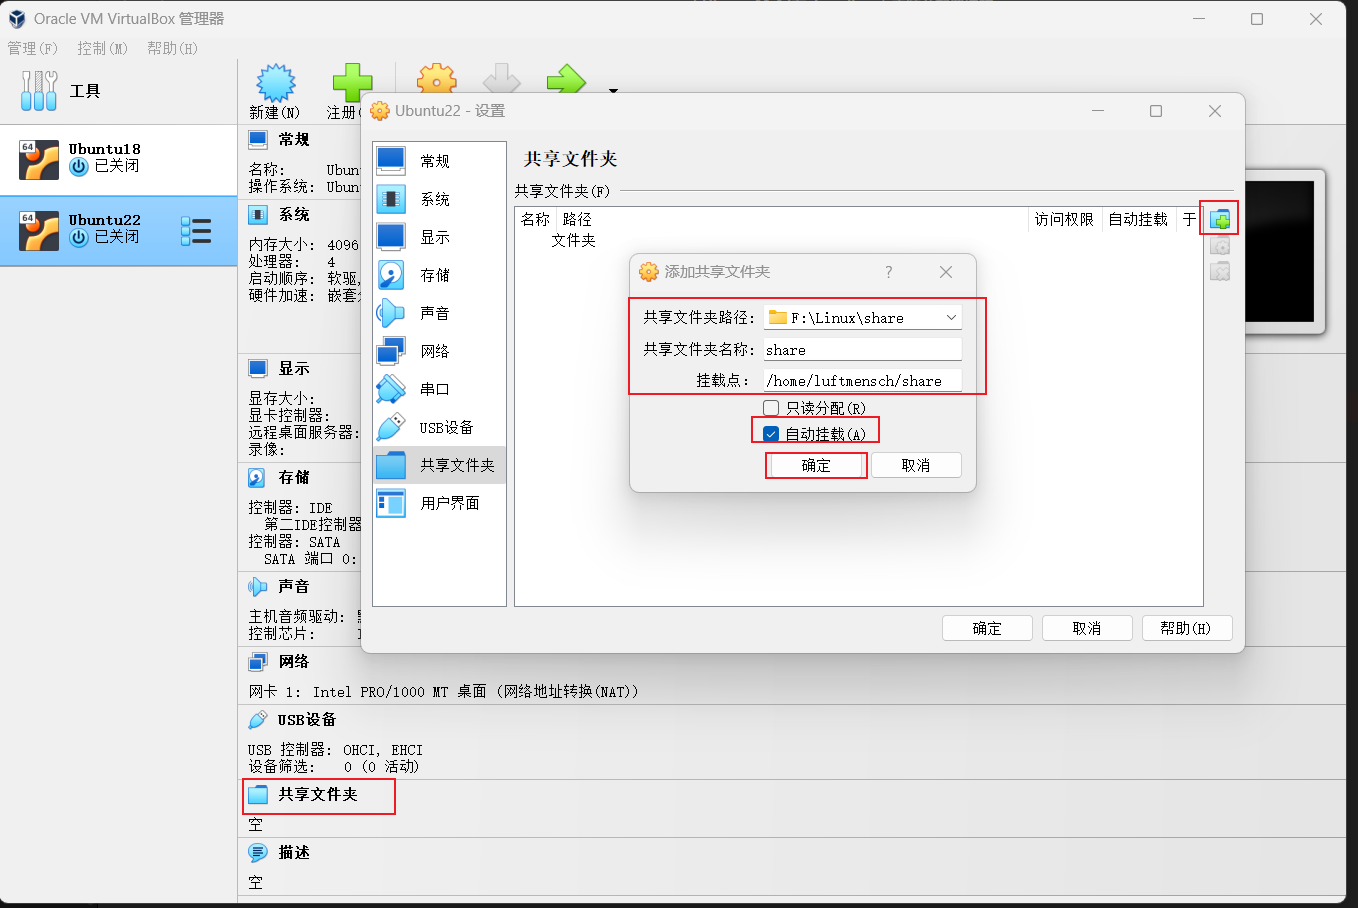 Oracle VM VirtualBox 管理器
管理(F) 控制(M) 帮助(H)
工具
新建(N) 注册(
64 Ubuntu18
已关闭
64 Ubuntu22
已关闭
常规
名称: Ubun
操作系统: Ubun
系统
内存大小: 4096
处理器: 4
启动顺序: 软驱,
硬件加速: 嵌套分
显示
显存大小:
显卡控制器:
远程桌面服务器:
录像:
存储
控制器: IDE
第二IDE控制器
控制器: SATA
SATA 端口 0:
声音
主机音频驱动:
控制芯片:
网络
网卡 1: Intel PRO/1000 MT 桌面 (网络地址转换(NAT))
USB设备
USB 控制器: OHCI, EHCI
设备筛选: 0 (0 活动)
共享文件夹
空
描述
空
Ubuntu22 - 设置
常规
系统
显示
存储
声音
网络
串口
USB设备
共享文件夹
用户界面
共享文件夹
共享文件夹(F)
名称 路径 访问权限 自动挂载 于
文件夹
添加共享文件夹 ?
共享文件夹路径: F:\Linux\share
共享文件夹名称: share
挂载点: /home/luftmensch/share
只读分配(R)
自动挂载(A)
确定 取消
确定 取消 帮助(H)